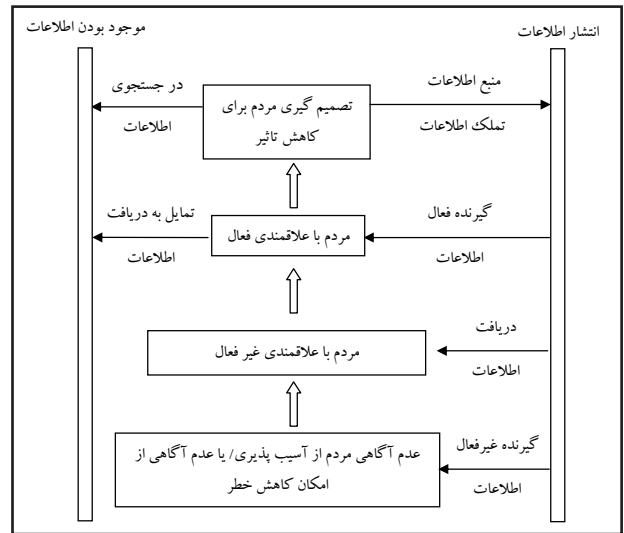 انتشار اطلاعات
موجود بودن اطلاعات
منبع اطلاعات
تملک اطلاعات
تصمیم گیری مردم برای
کاهش تاثیر
در جستجوی
اطلاعات
گیرنده فعال
اطلاعات
مردم با علاقمندی فعال
تمایل به دریافت
اطلاعات
دریافت
اطلاعات
مردم با علاقمندی غیر فعال
گیرنده غیرفعال
اطلاعات
عدم آگاهی مردم از آسیب پذیری/ یا عدم آگاهی از
امکان کاهش خطر